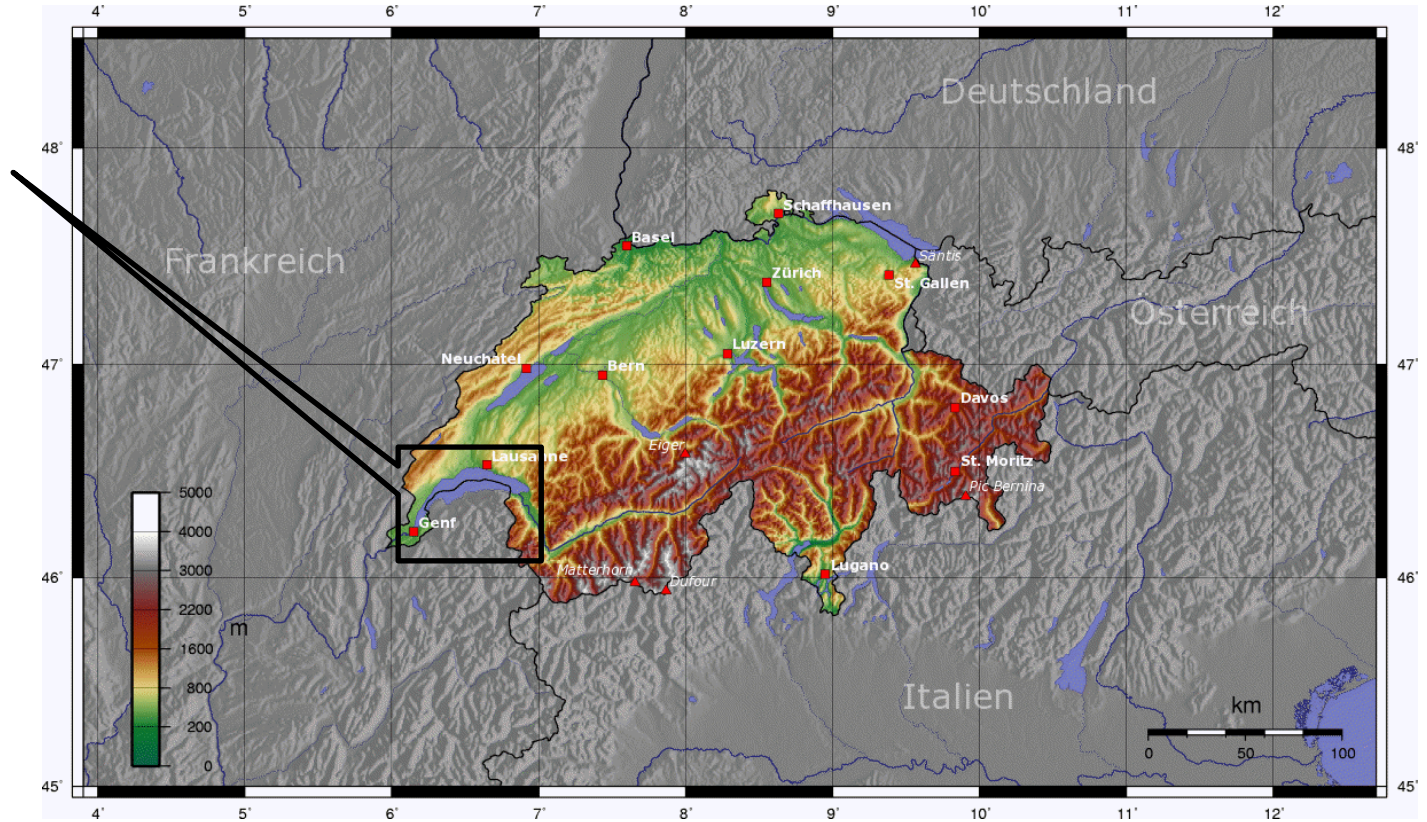 4' 5' 6' 7' 8' 9' 10' 11' 12'
Deutschland
48' 48'
Schaffhausen
Basel
Frankreich
Santis
Zürich
St. Gallen
Österreich
Luzern
Neuchatel
47' 47'
Bern
Davos
Eiger
Lausanne
St. Moritz
Pic Bernina
5000
4000
Genf
3000
Matterhorn
Lugano
46' 46'
Dufour
2200
m
1600
800
Italien
km
200
0 50 100
0
45' 45'
4' 5' 6' 7' 8' 9' 10' 11' 12'